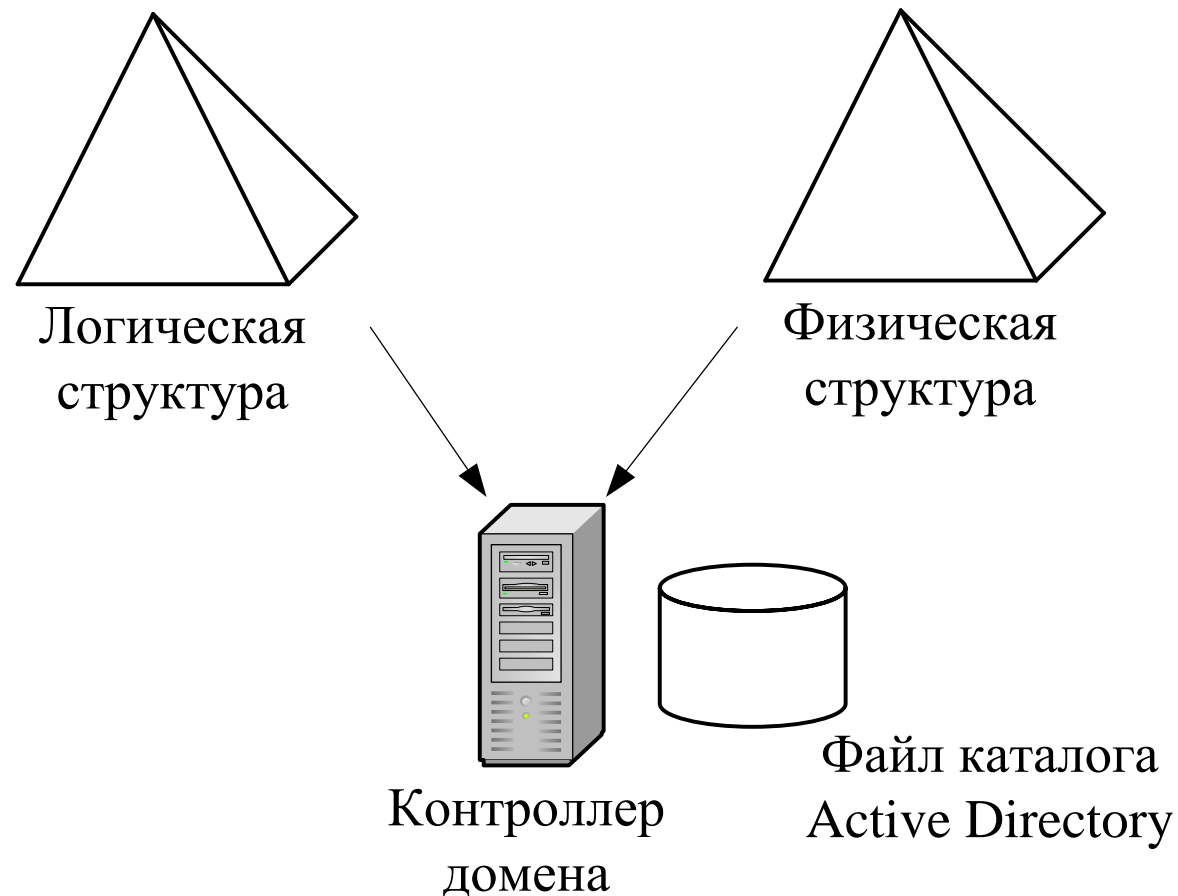 Логическая
структура
Физическая
структура
Контроллер
домена
Файл каталога
Active Directory